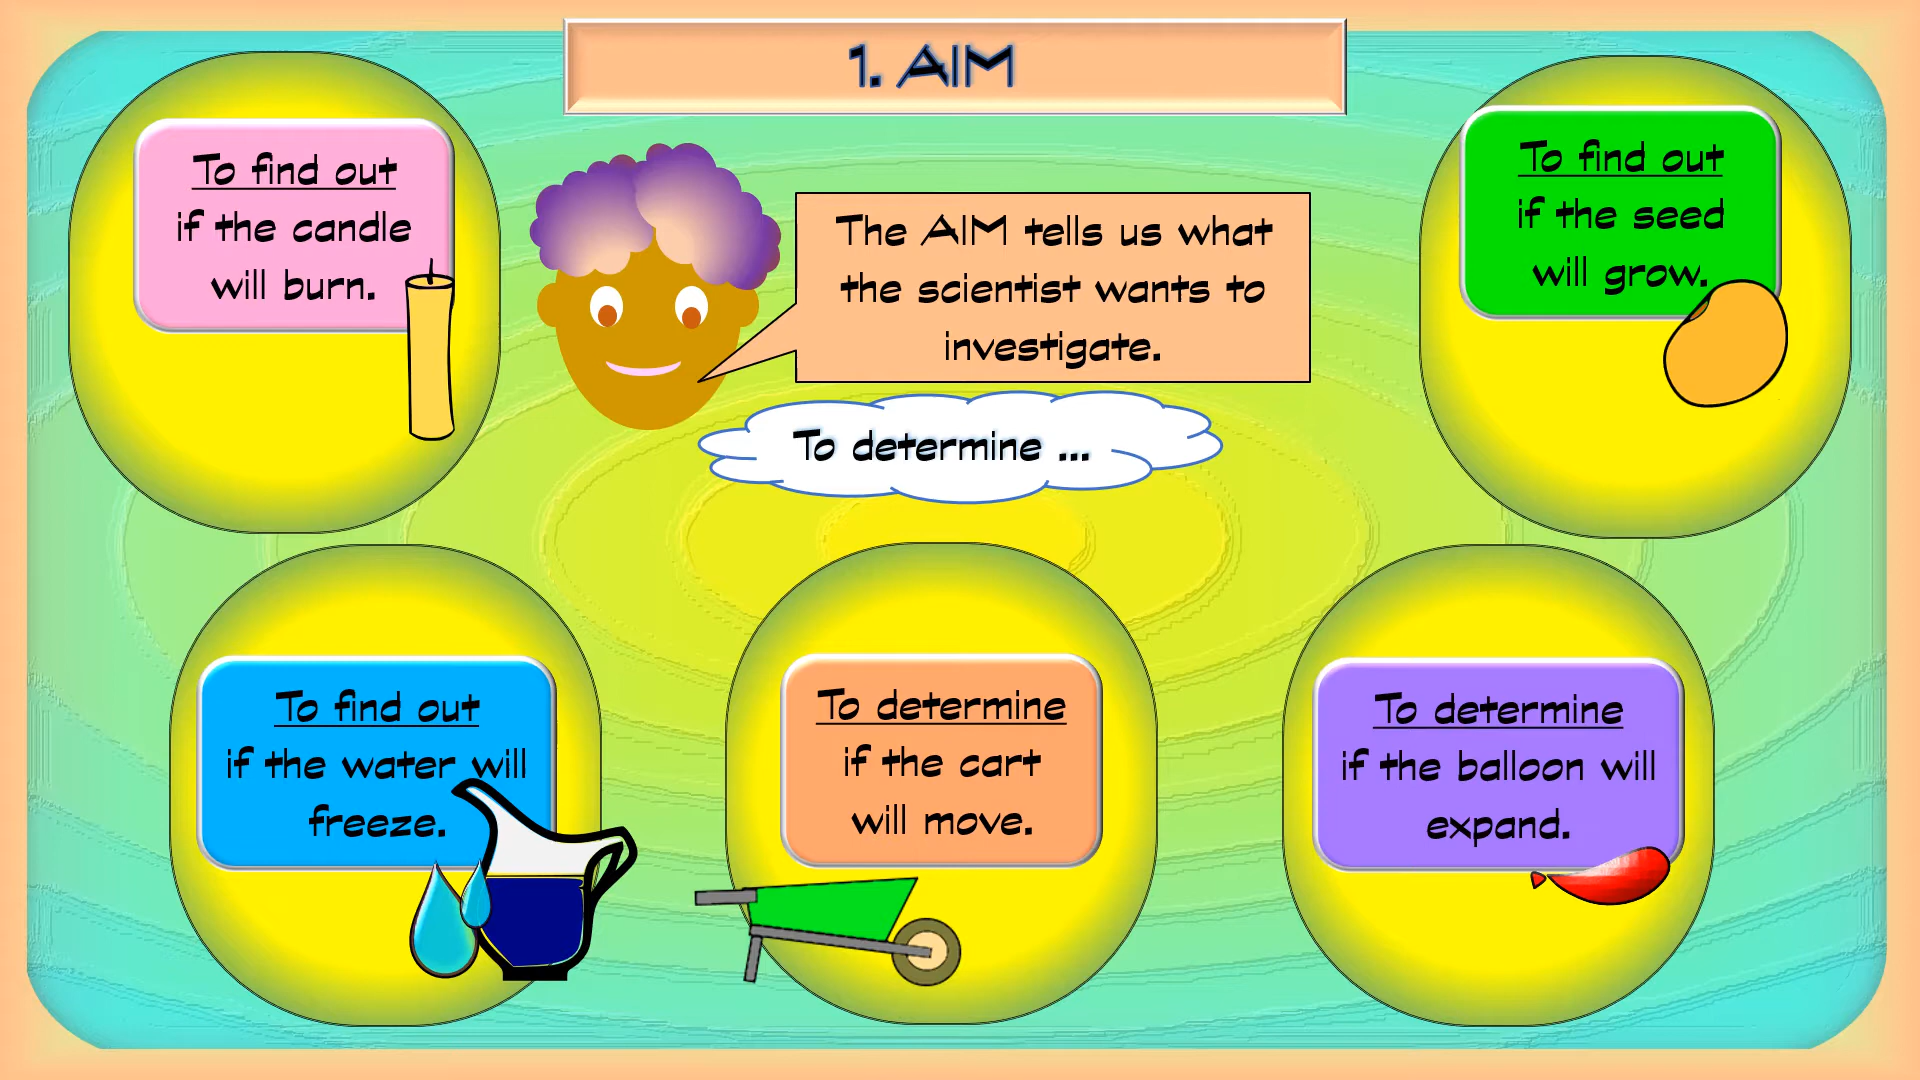 1. AIM
To find out
if the candle
will burn.
The AIM tells us what
the scientist wants to
investigate.
To determine ...
To find out
if the seed
will grow.
To find out
if the water will
freeze.
To determine
if the cart
will move.
To determine
if the balloon will
expand.